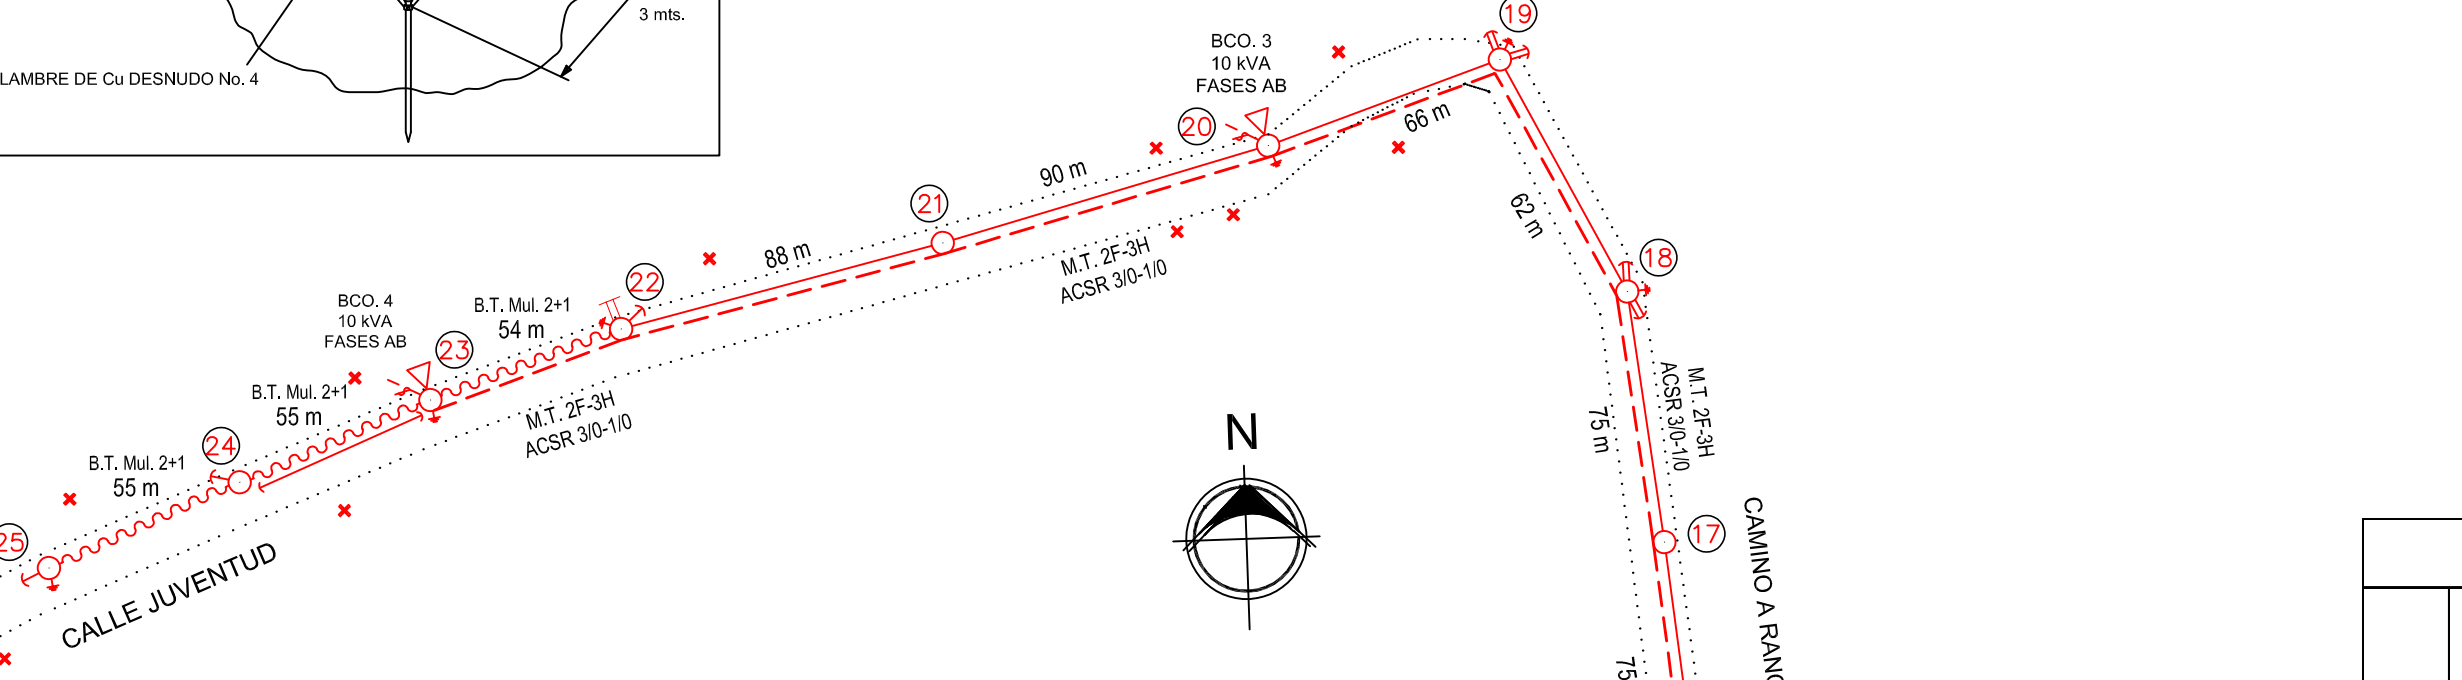 3 mts.
LAMBRE DE Cu DESNUDO No. 4
19
BCO. 3
10 kVA
FASES AB
20
66 m
90 m
21
62 m
88 m
M.T. 2F-3H
ACSR 3/0-1/0
18
22
B.T. Mul. 2+1
54 m
BCO. 4
10 kVA
FASES AB
23
B.T. Mul. 2+1
55 m
M.T. 2F-3H
ACSR 3/0-1/0
M.T. 2F-3H
ACSR 3/0-1/0
75 m
N
24
B.T. Mul. 2+1
55 m
25
17
CALLE JUVENTUD
CAMINO A RANC
75